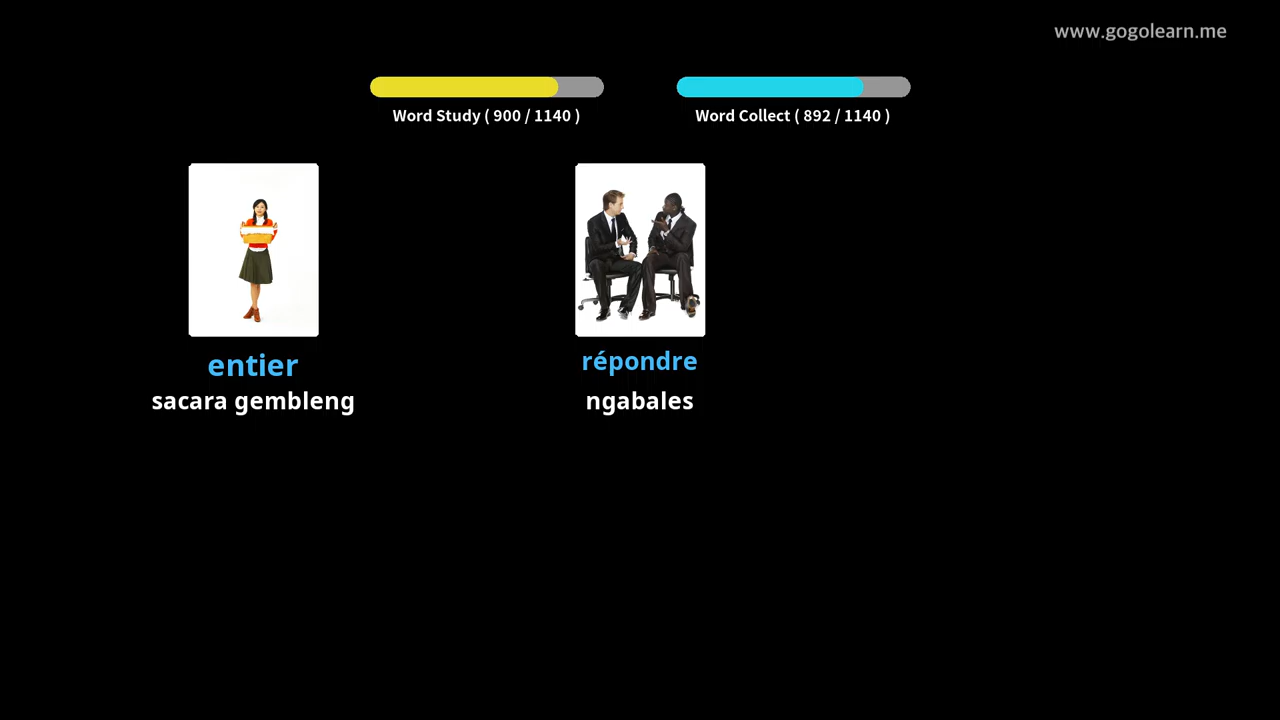 www.gogolearn.me
Word Study ( 900 / 1140 )
Word Collect ( 892 / 1140 )
entier
répondre
sacara gembleng
ngabales